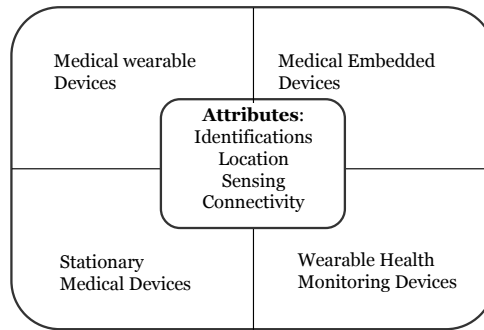 Medical wearable
Devices
Medical Embedded
Devices
Attributes:
Identifications
Location
Sensing
Connectivity
Stationary
Medical Devices
Wearable Health
Monitoring Devices